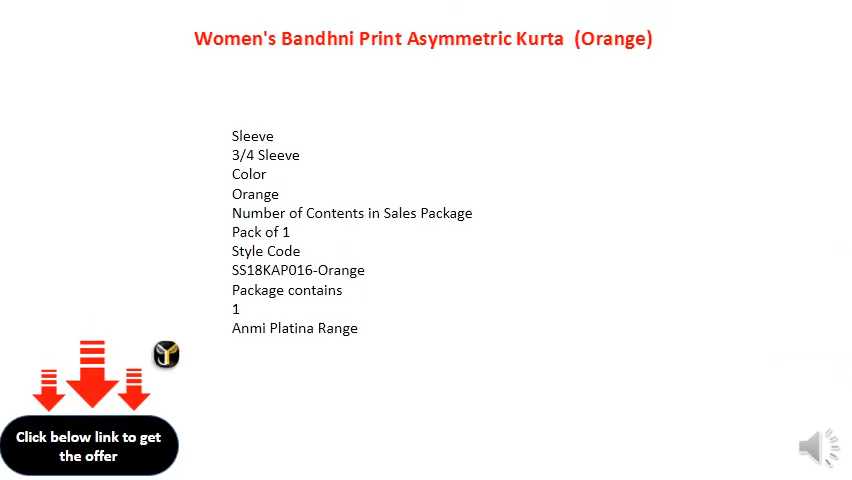 Women's Bandhni Print Asymmetric Kurta  (Orange)
Sleeve
3/4 Sleeve
Color
Orange
Number of Contents in Sales Package
Pack of 1
Style Code
SS18KAP016-Orange
Package contains
1
Anmi Platina Range
Click below link to get
the offer